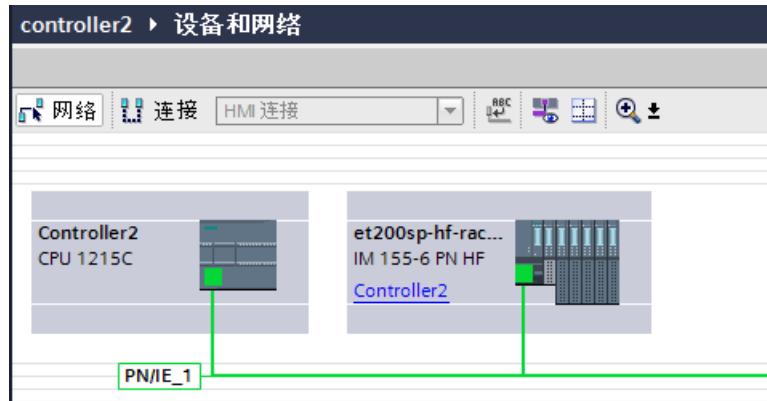 controller2 ▸ 设备和网络
网络 连接 HMI 连接
Controller2
CPU 1215C
et200sp-hf-rac...
IM 155-6 PN HF
Controller2
PN/IE_1